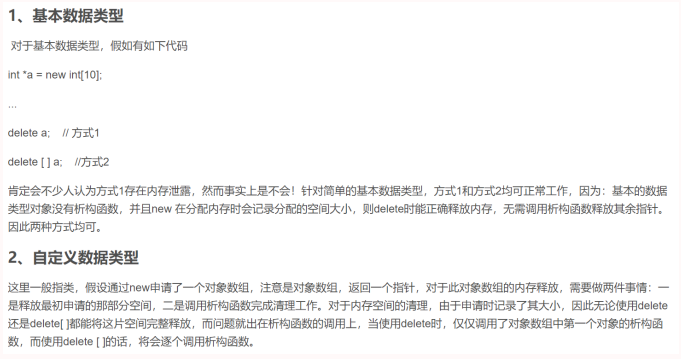 1、基本数据类型
对于基本数据类型，假如有如下代码
int *a = new int[10];
...
delete a;    // 方式1
delete [ ] a;    //方式2
肯定会不少人认为方式1存在内存泄露，然而事实上是不会！针对简单的基本数据类型，方式1和方式2均可正常工作，因为：基本的数据
类型对象没有析构函数，并且new 在分配内存时会记录分配的空间大小，则delete时能正确释放内存，无需调用析构函数释放其余指针。
因此两种方式均可。
2、自定义数据类型
这里一般指类，假设通过new申请了一个对象数组，注意是对象数组，返回一个指针，对于此对象数组的内存释放，需要做两件事情：一
是释放最初申请的那部分空间，二是调用析构函数完成清理工作。对于内存空间的清理，由于申请时记录了其大小，因此无论使用delete
还是delete[ ]都能将这片空间完整释放，而问题就出在析构函数的调用上，当使用delete时，仅仅调用了对象数组中第一个对象的析构函
数，而使用delete [ ]的话，将会逐个调用析构函数。